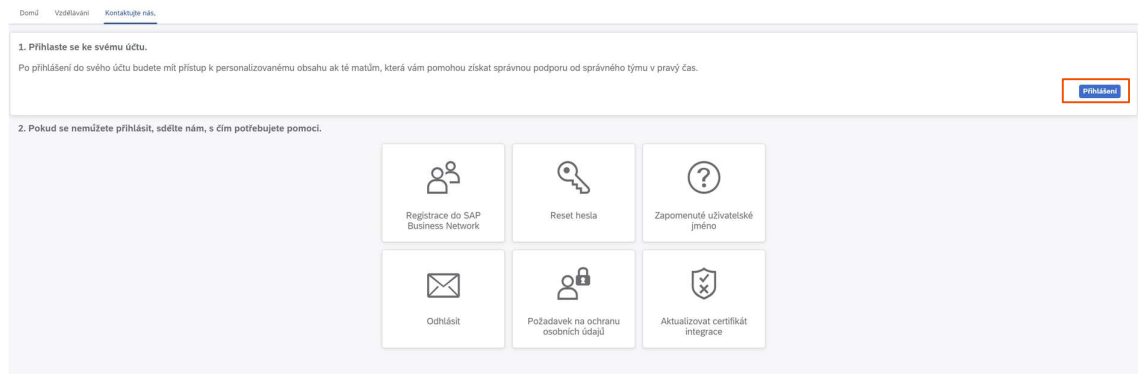 Domů Vzdělávání Kontaktujte nás,
1. Přihlaste se ke svému účtu.
Po přihlášení do svého účtu budete mít přístup k personalizovanému obsahu ak té matům, která vám pomohou získat správnou podporu od správného týmu v pravý čas.
Přihlášení
2. Pokud se nemůžete přihlásit, sdělte nám, s čím potřebujete pomoci.
Registrace do SAP
Business Network
Reset hesla
Zapomenuté uživatelské
jméno
Odhlásit
Požadavek na ochranu
osobních údajů
Aktualizovat certifikát
integrace